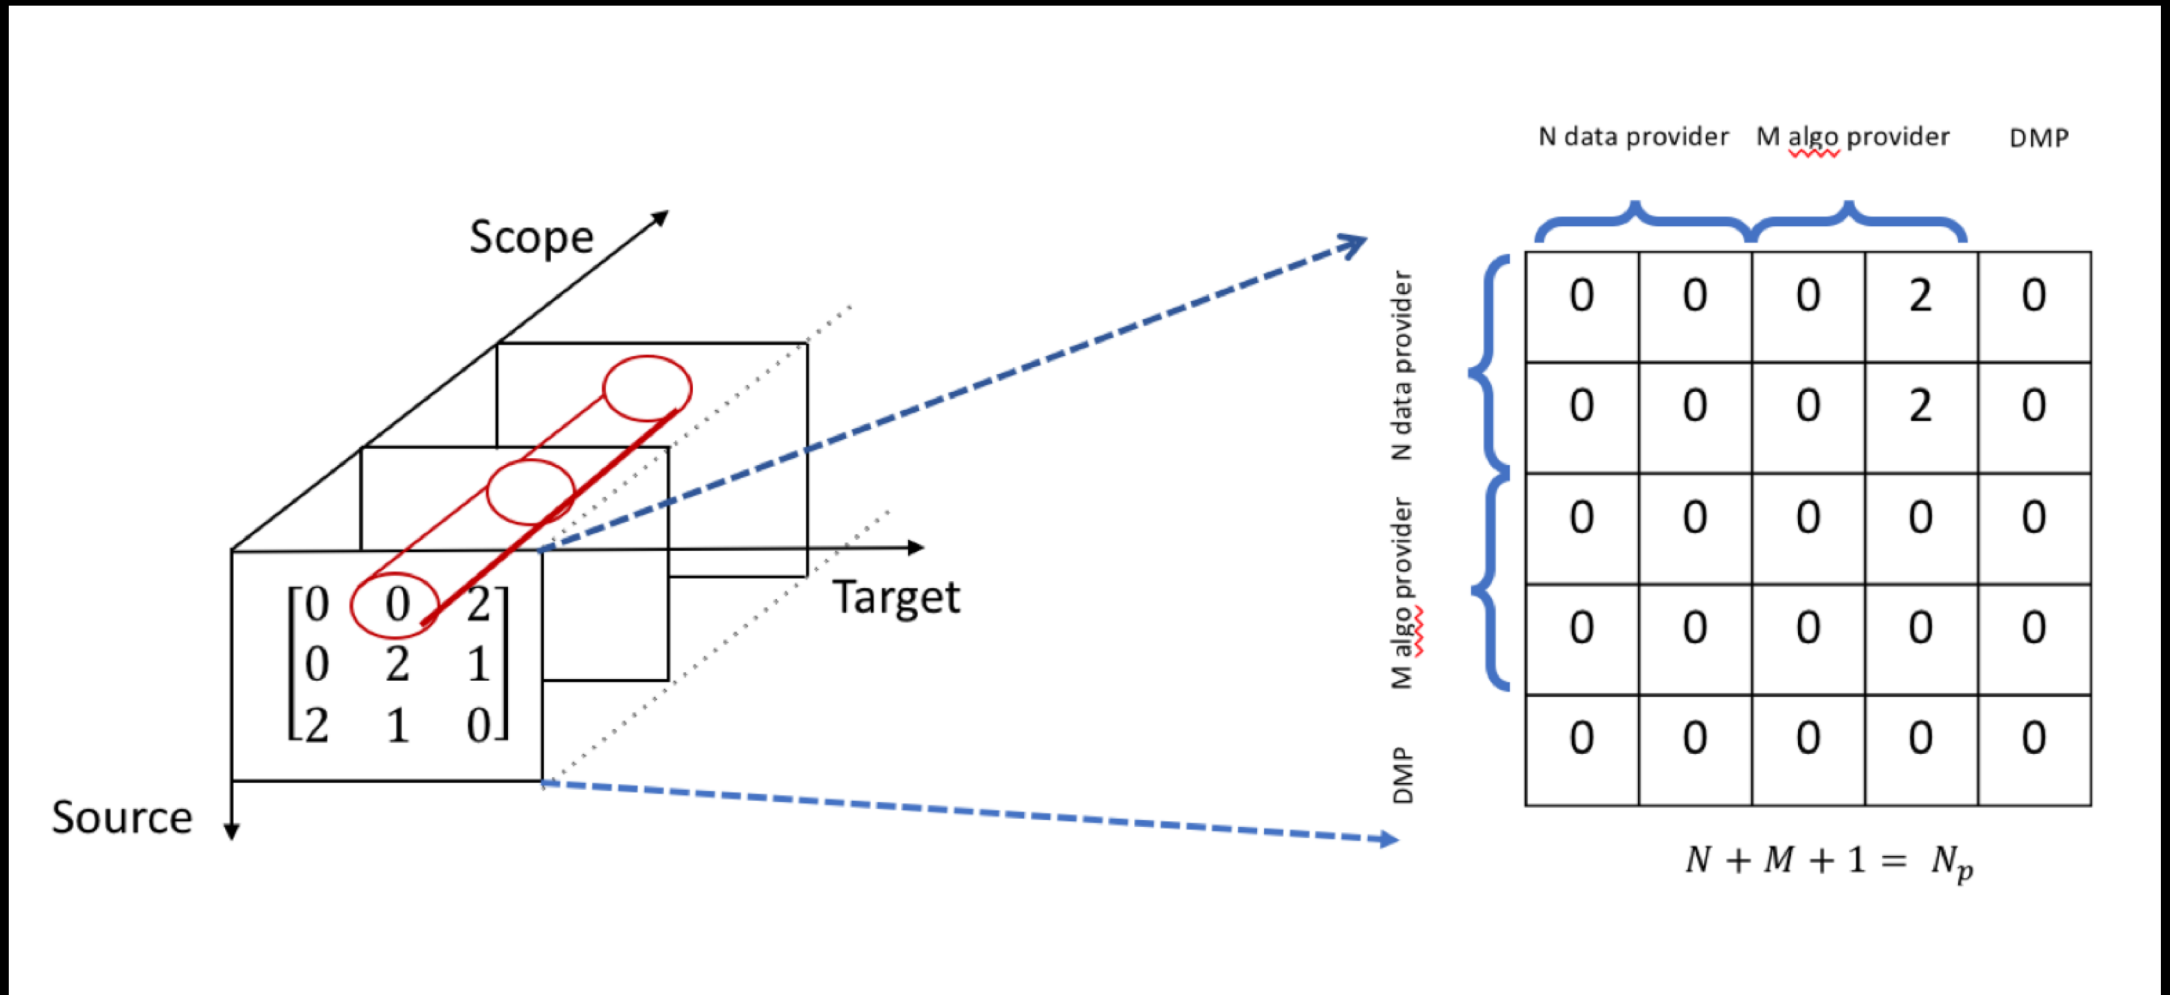 Scope
Target
Source
[0 0 2]
[0 2 1]
[2 1 0]
N data provider M algo provider DMP
N data provider
M algo provider
DMP
0 0 0 2 0
0 0 0 2 0
0 0 0 0 0
0 0 0 0 0
0 0 0 0 0
N + M + 1 = Nₚ